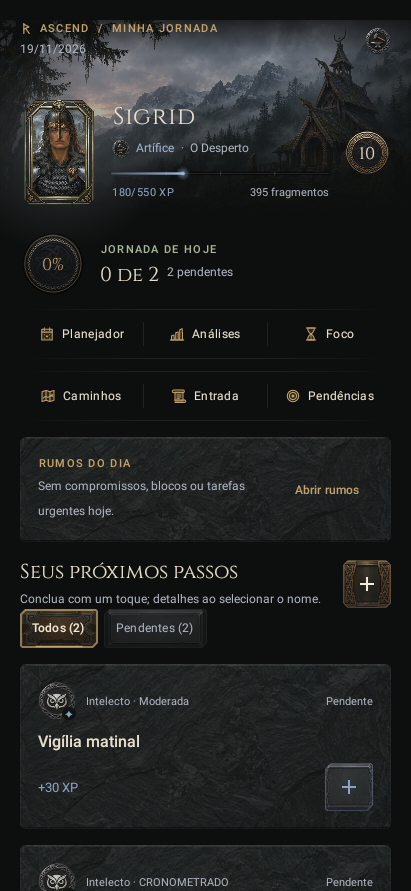 ASCEND / MINHA JORNADA
19/11/2026
Sigrid
Artífice · O Desperto
10
180/550 XP 395 fragmentos
JORNADA DE HOJE
0%
0 DE 2 2 pendentes
Planejador Análises Foco
Caminhos Entrada Pendências
RUMOS DO DIA
Sem compromissos, blocos ou tarefas
urgentes hoje.
Abrir rumos
Seus próximos passos
Conclua com um toque; detalhes ao selecionar o nome.
Todos (2) Pendentes (2)
Intelecto · Moderada Pendente
Vigília matinal
+30 XP
Intelecto · CRONOMETRADO Pendente